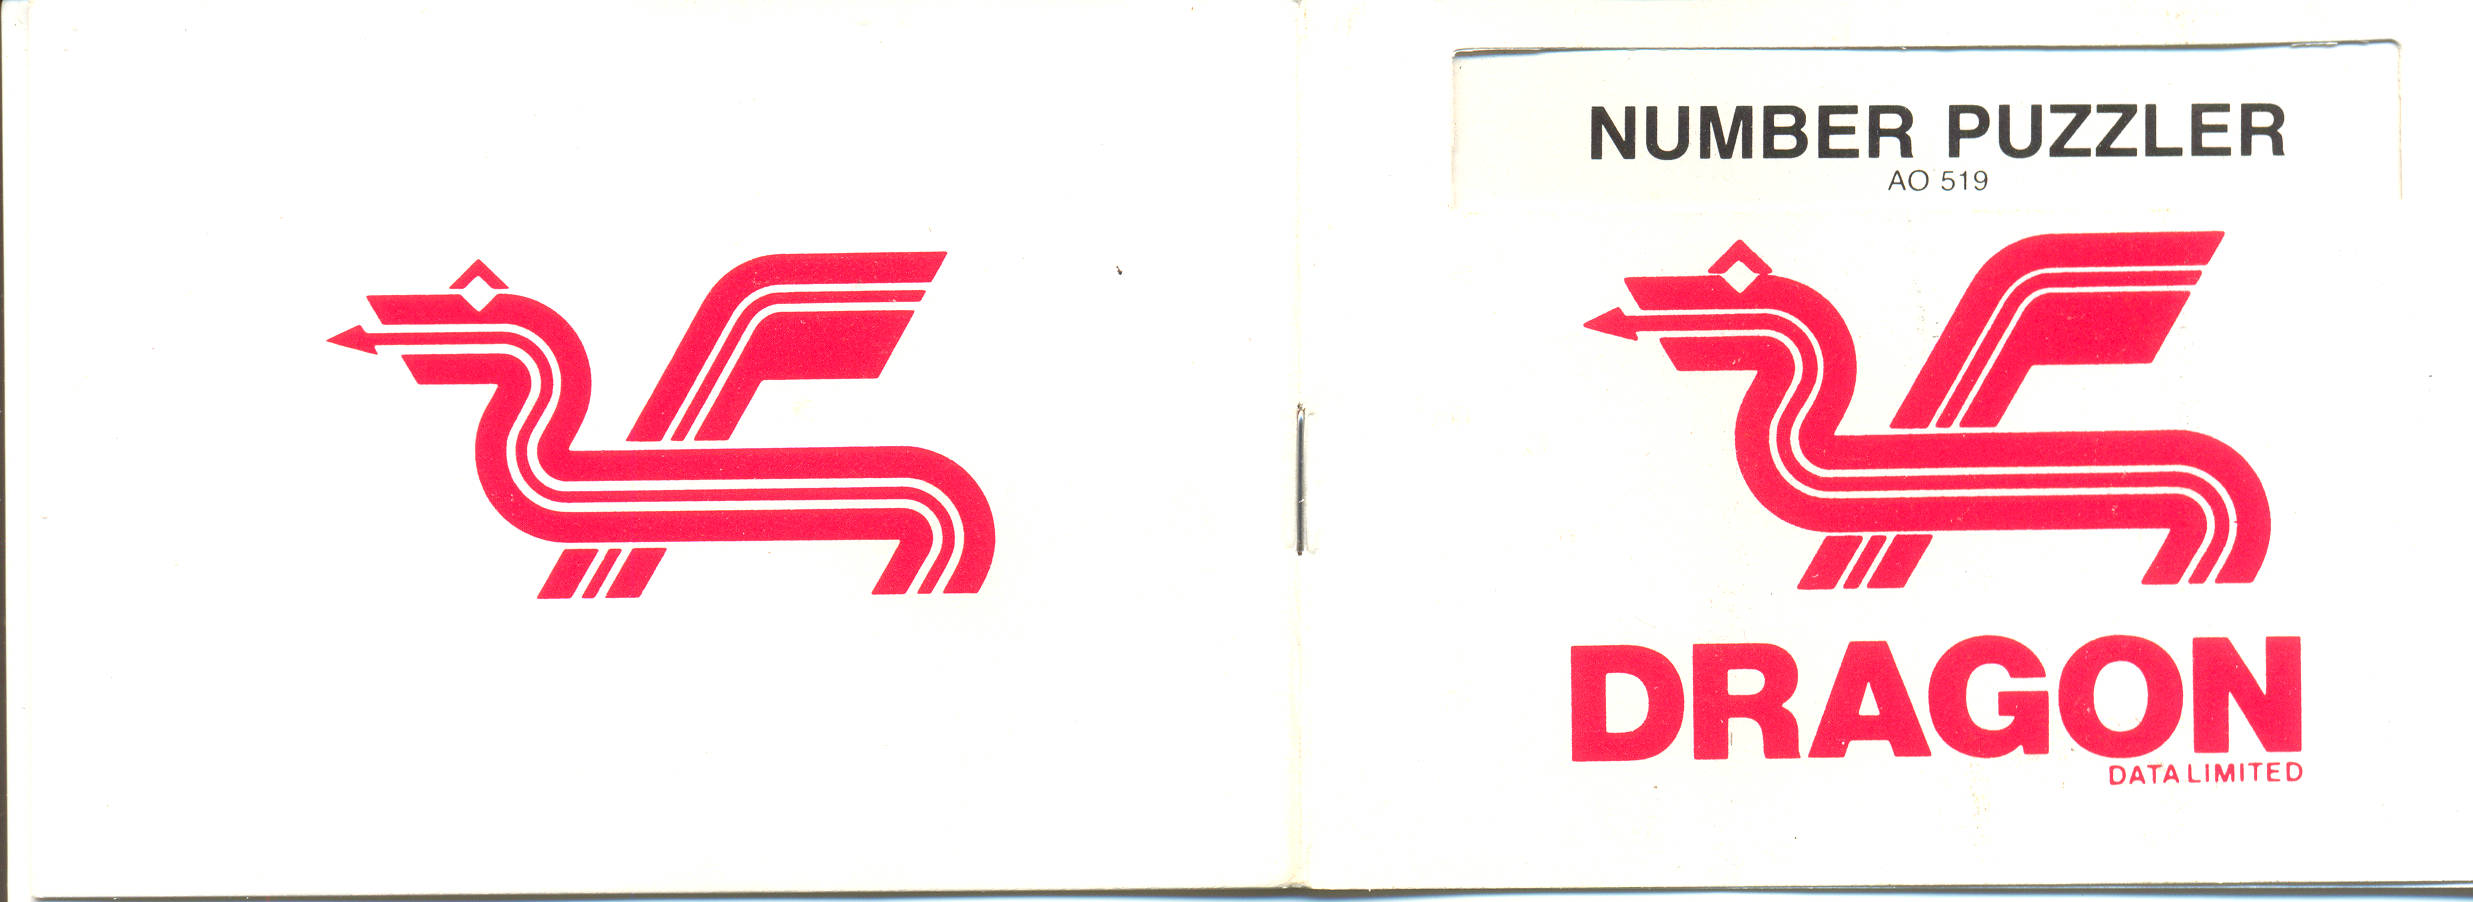 NUMBER PUZZLER
AO 519
DRAGON
DATA LIMITED